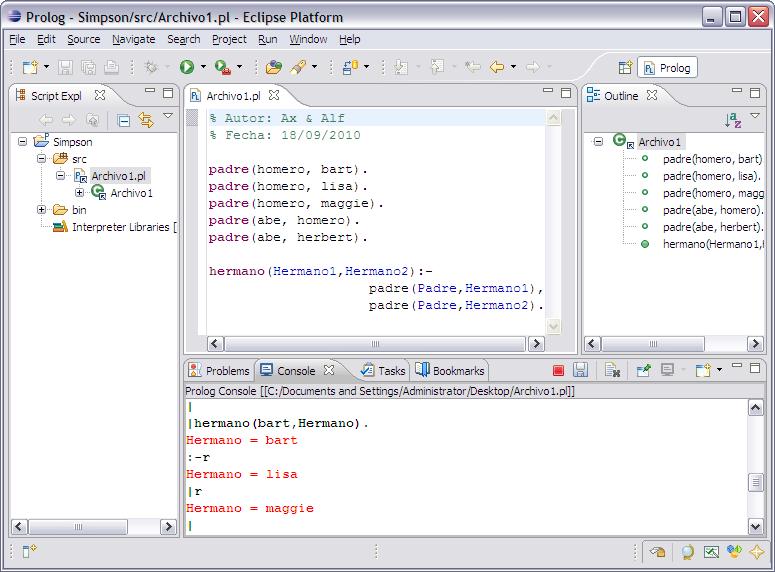 Prolog - Simpson/src/Archivo1.pl - Eclipse Platform
File Edit Source Navigate Search Project Run Window Help
Prolog
Script Expl
Simpson
src
Archivo1.pl
Archivo1
bin
Interpreter Libraries [
Archivo1.pl
% Autor: Ax & Alf
% Fecha: 18/09/2010
padre(homero, bart).
padre(homero, lisa).
padre(homero, maggie).
padre(abe, homero).
padre(abe, herbert).
hermano(Hermano1,Hermano2):-
padre(Padre,Hermano1),
padre(Padre,Hermano2).
Outline
Archivo1
padre(homero, bart)
padre(homero, lisa).
padre(homero, magg
padre(abe, homero).
padre(abe, herbert).
hermano(Hermano1,H
Problems Console Tasks Bookmarks
Prolog Console [[C:/Documents and Settings/Administrator/Desktop/Archivo1.pl]]
|
|hermano(bart,Hermano).
Hermano = bart
:-r
Hermano = lisa
|r
Hermano = maggie
|